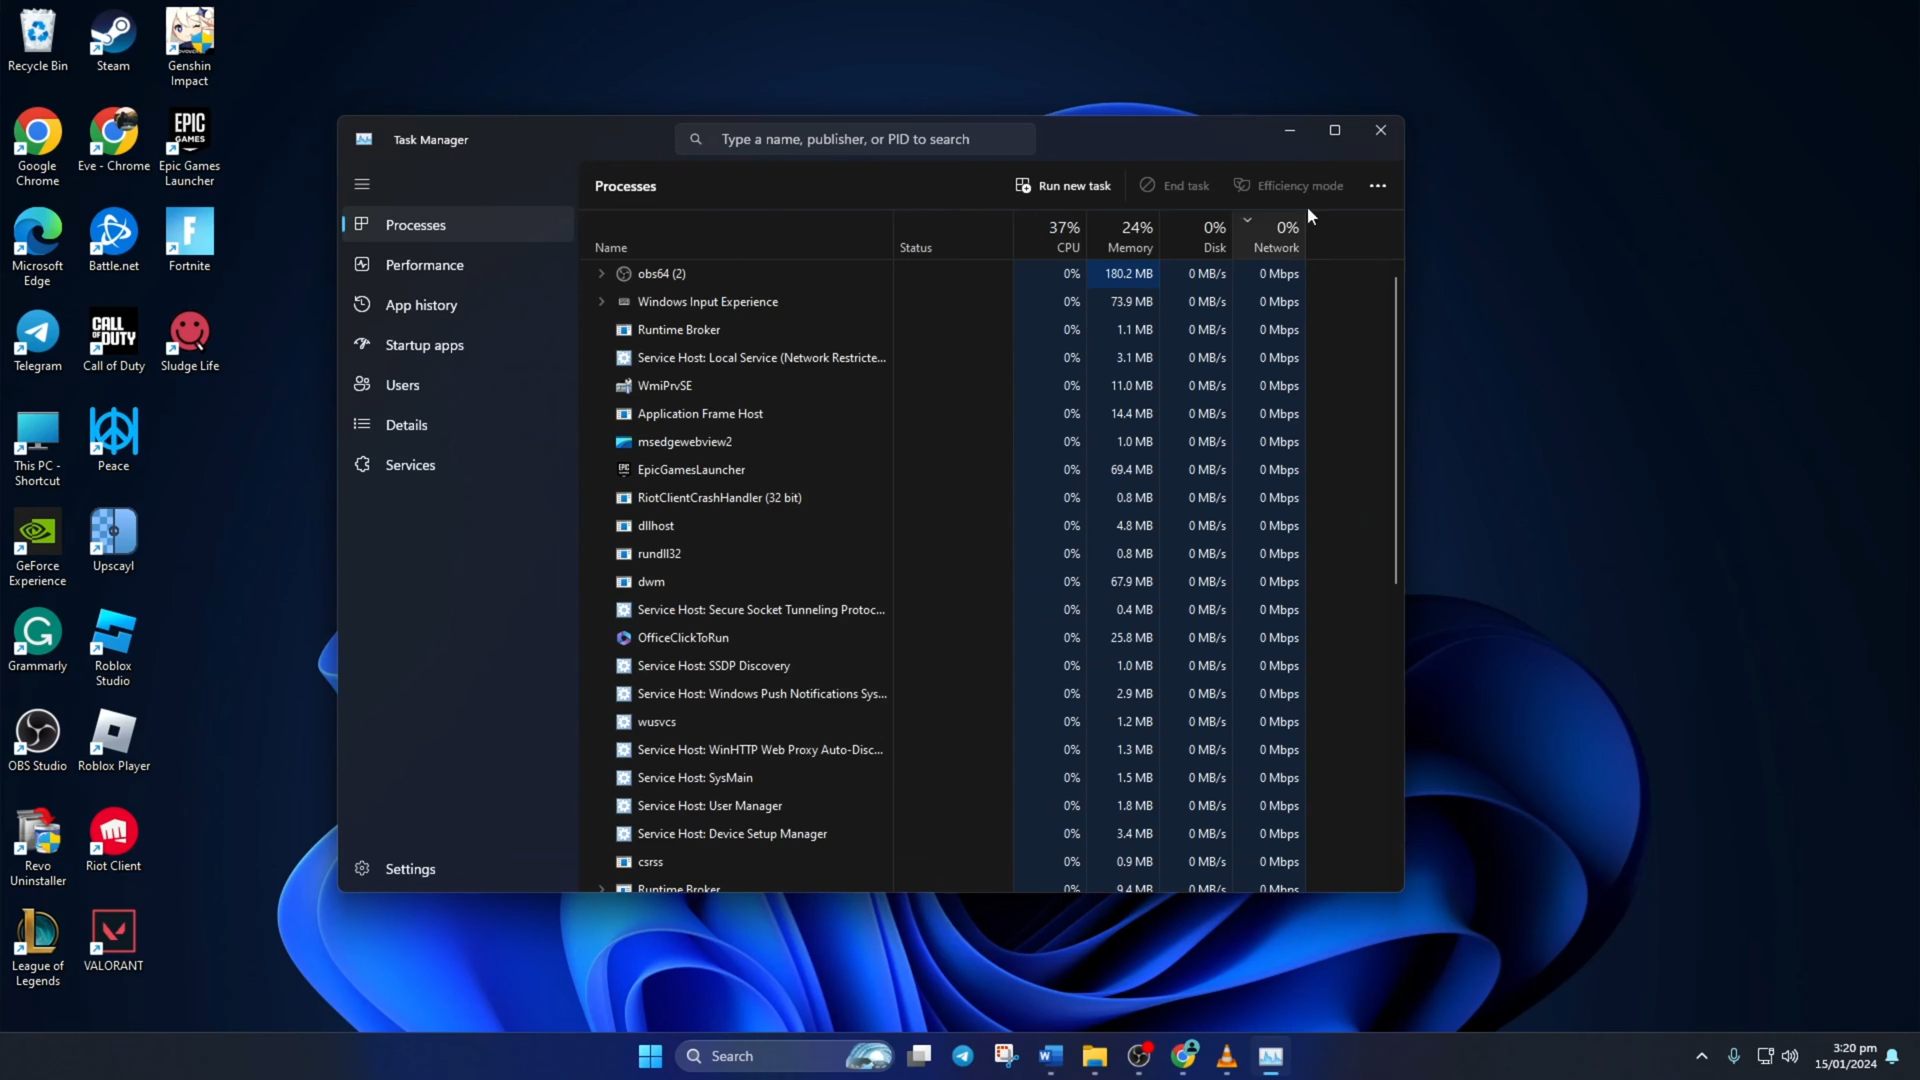 Recycle Bin
Steam
Genshin
Impact
Google
Chrome
Eve - Chrome
EPIC
GAMES
Epic Games
Launcher
Microsoft
Edge
Battle.net
Fortnite
Telegram
CALL
OF DUTY
Call of Duty
Sludge Life
This PC -
Shortcut
Peace
GeForce
Experience
Upscayl
Grammarly
Roblox
Studio
OBS Studio
Roblox Player
Revo
Uninstaller
Riot Client
League of
Legends
VALORANT
Task Manager
Type a name, publisher, or PID to search
Processes
Performance
App history
Startup apps
Users
Details
Services
Settings
Processes
Run new task
End task
Efficiency mode
37% 24% 0% 0%
Name Status CPU Memory Disk Network
obs64 (2) 0% 180.2 MB 0 MB/s 0 Mbps
Windows Input Experience 0% 73.9 MB 0 MB/s 0 Mbps
Runtime Broker 0% 1.1 MB 0 MB/s 0 Mbps
Service Host: Local Service (Network Restricte... 0% 3.1 MB 0 MB/s 0 Mbps
WmiPrvSE 0% 11.0 MB 0 MB/s 0 Mbps
Application Frame Host 0% 14.4 MB 0 MB/s 0 Mbps
msedgewebview2 0% 1.0 MB 0 MB/s 0 Mbps
EpicGamesLauncher 0% 69.4 MB 0 MB/s 0 Mbps
RiotClientCrashHandler (32 bit) 0% 0.8 MB 0 MB/s 0 Mbps
dllhost 0% 4.8 MB 0 MB/s 0 Mbps
rundll32 0% 0.8 MB 0 MB/s 0 Mbps
dwm 0% 67.9 MB 0 MB/s 0 Mbps
Service Host: Secure Socket Tunneling Protoc... 0% 0.4 MB 0 MB/s 0 Mbps
OfficeClickToRun 0% 25.8 MB 0 MB/s 0 Mbps
Service Host: SSDP Discovery 0% 1.0 MB 0 MB/s 0 Mbps
Service Host: Windows Push Notifications Sys... 0% 2.9 MB 0 MB/s 0 Mbps
wusvcs 0% 1.2 MB 0 MB/s 0 Mbps
Service Host: WinHTTP Web Proxy Auto-Disc... 0% 1.3 MB 0 MB/s 0 Mbps
Service Host: SysMain 0% 1.5 MB 0 MB/s 0 Mbps
Service Host: User Manager 0% 1.8 MB 0 MB/s 0 Mbps
Service Host: Device Setup Manager 0% 3.4 MB 0 MB/s 0 Mbps
csrss 0% 0.9 MB 0 MB/s 0 Mbps
Runtime Broker 0% 9.4 MB 0 MB/s 0 Mbps
Search
3:20 pm
15/01/2024